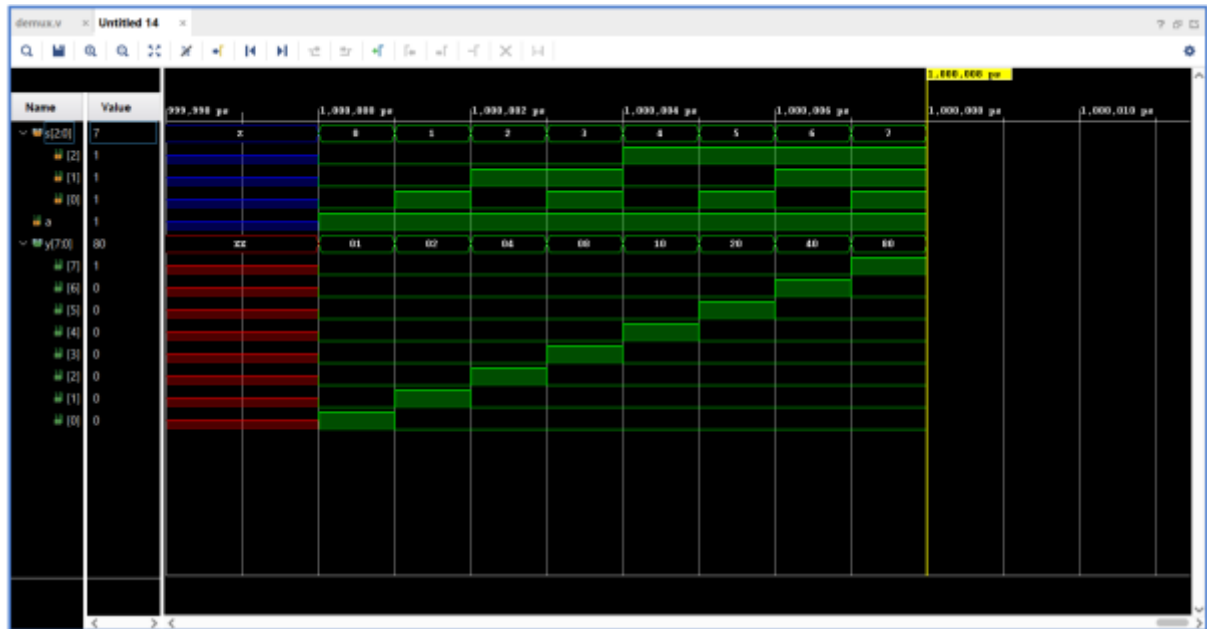 demux.v × Untitled 14 × ?
1,000,008 ps
Name Value 999,998 ps 1,000,000 ps 1,000,002 ps 1,000,004 ps 1,000,006 ps 1,000,008 ps 1,000,010 ps
s[2:0] 7 Z 0 1 2 3 4 5 6 7
[2] 1
[1] 1
[0] 1
a 1
y[7:0] 80 XX 01 02 04 08 10 20 40 80
[7] 1
[6] 0
[5] 0
[4] 0
[3] 0
[2] 0
[1] 0
[0] 0